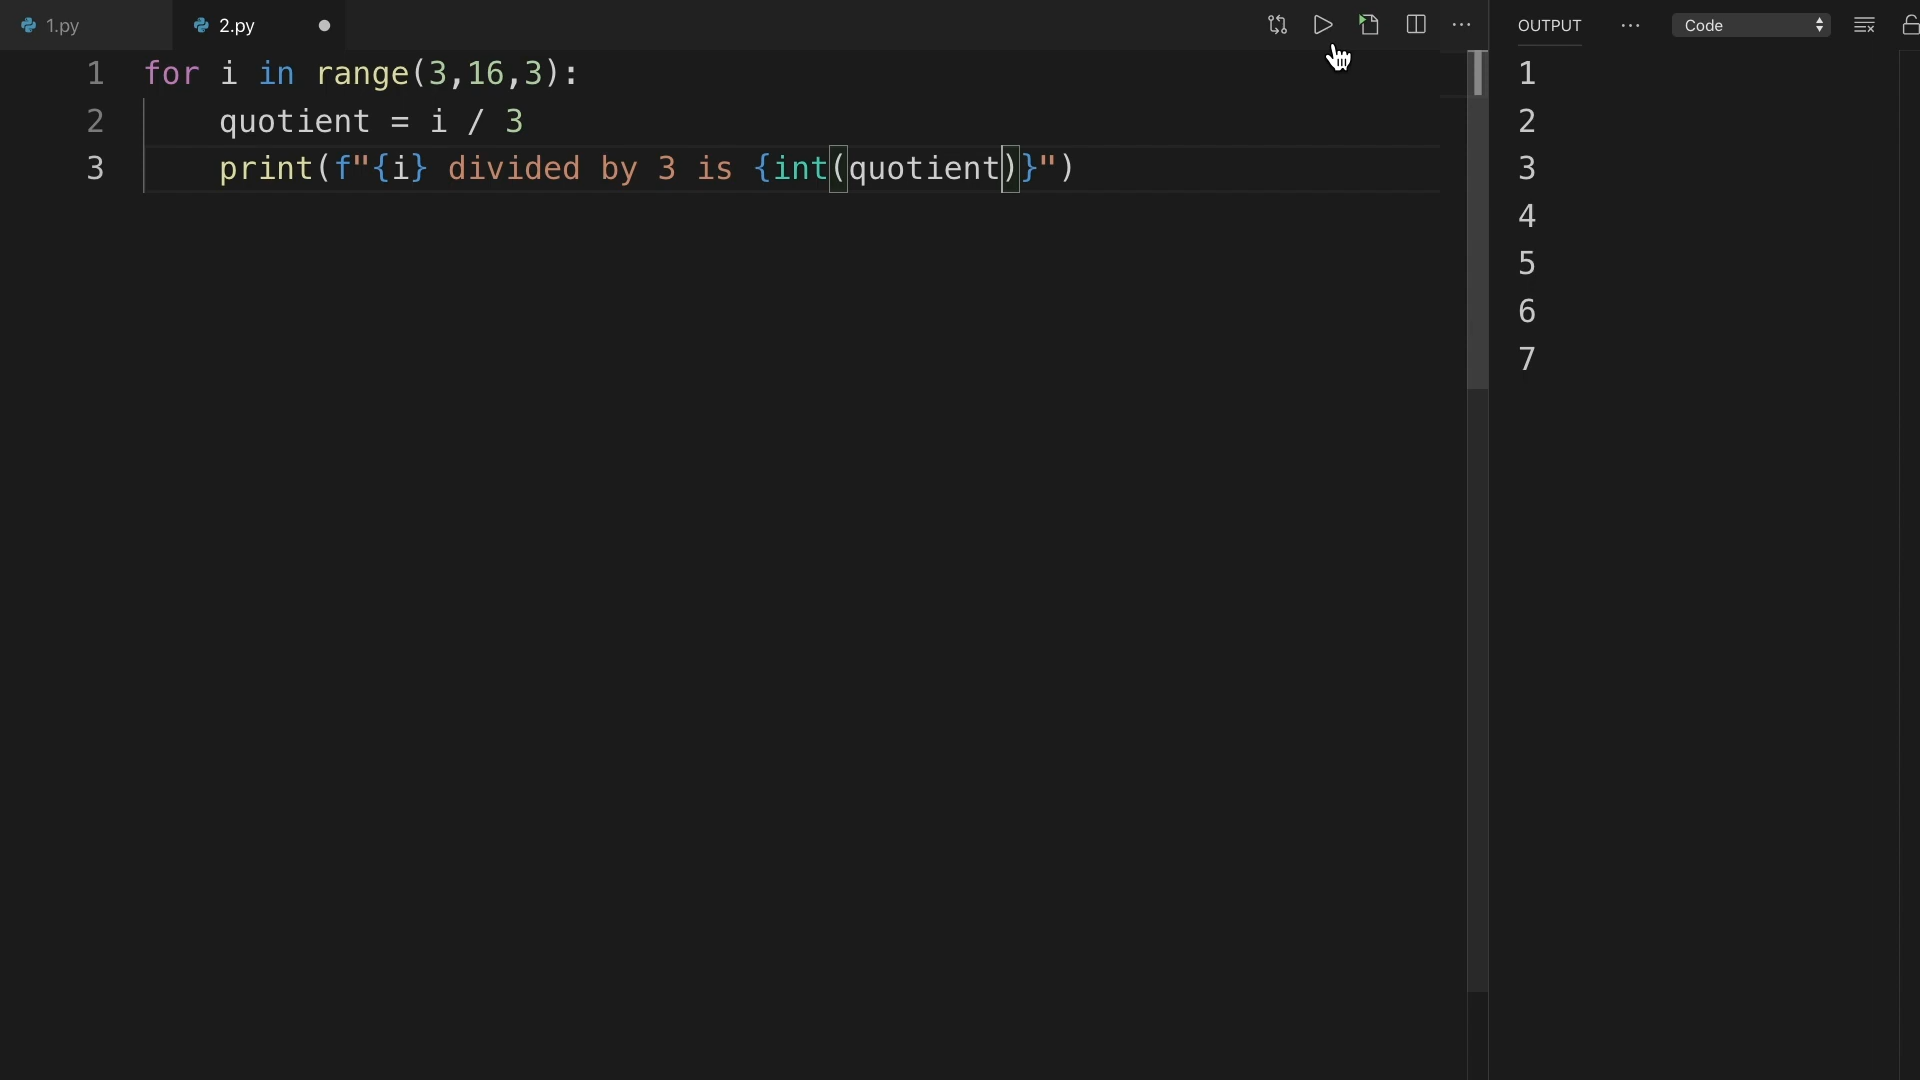 1.py 2.py OUTPUT Code
1 for i in range(3,16,3):
2 quotient = i / 3
3 print(f"{i} divided by 3 is {int(quotient)}")
1
2
3
4
5
6
7